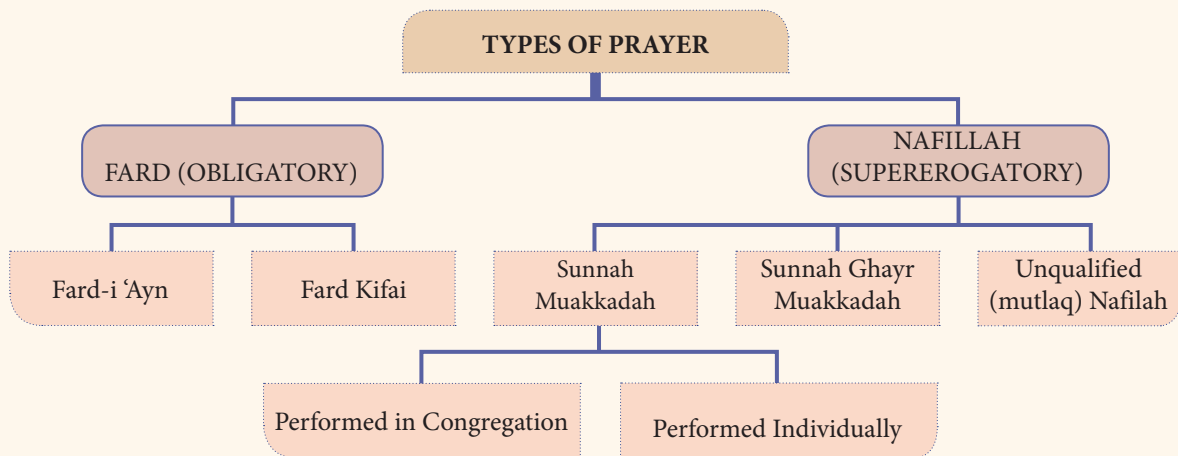 TYPES OF PRAYER
FARD (OBLIGATORY)
NAFILLAH
(SUPEREROGATORY)
Fard-i ‘Ayn
Fard Kifai
Sunnah
Muakkadah
Sunnah Ghayr
Muakkadah
Unqualified
(mutlaq) Nafilah
Performed in Congregation
Performed Individually